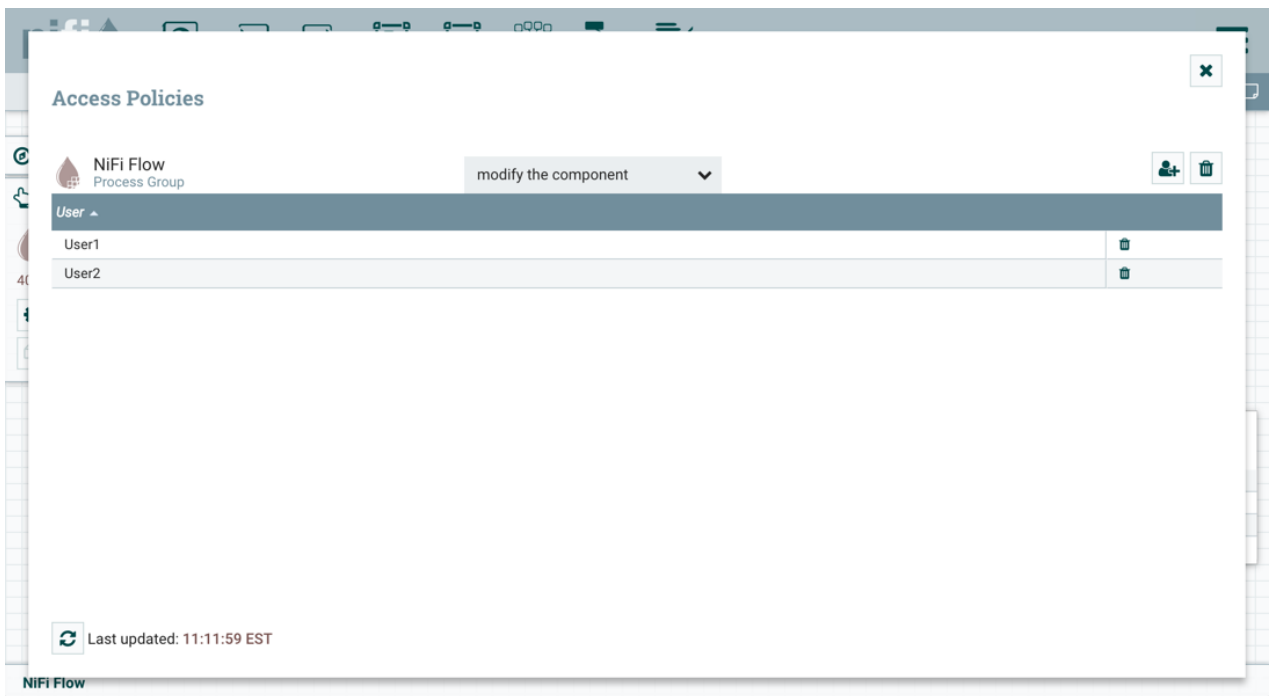 Access Policies
NiFi Flow
Process Group
modify the component
User
User1
User2
Last updated: 11:11:59 EST
NiFi Flow